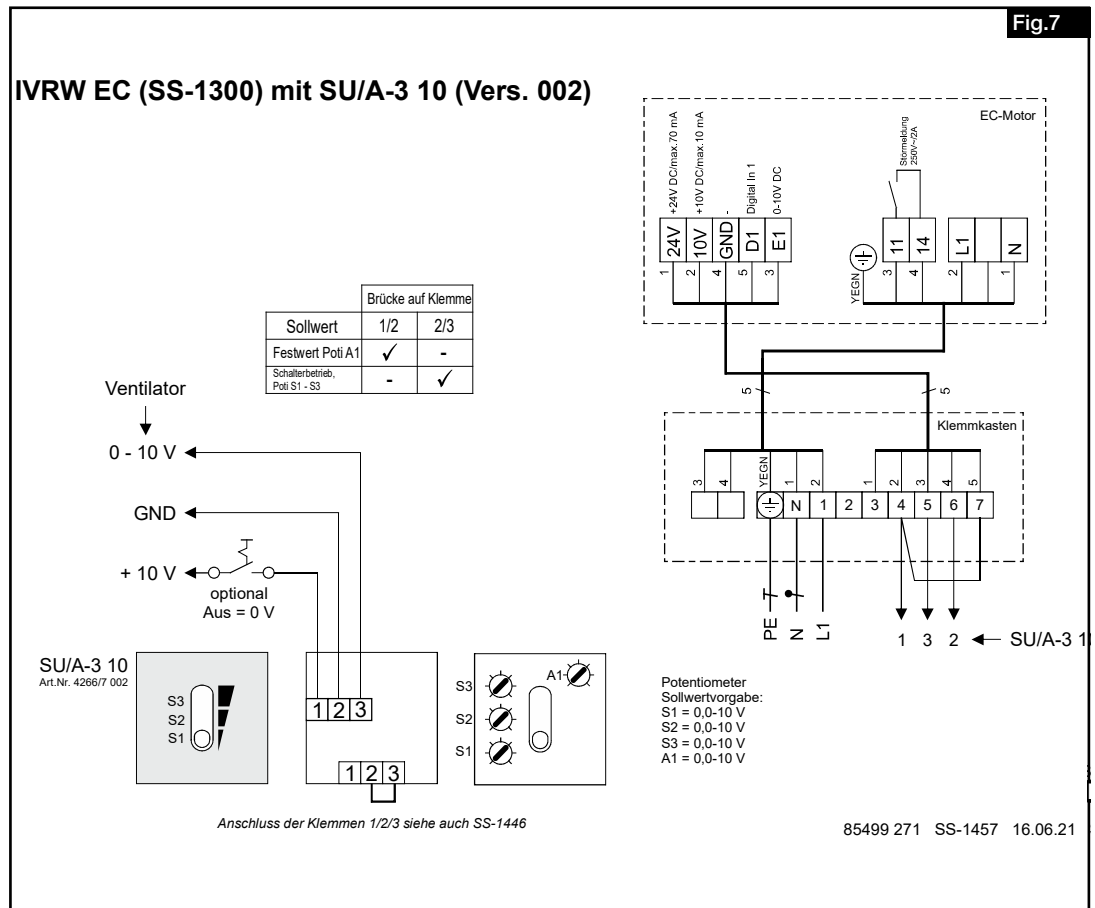 Fig.7
IVRW EC (SS-1300) mit SU/A-3 10 (Vers. 002)
EC-Motor
+24V DC/max.70 mA
+10V DC/max.10 mA
-
Digital In 1
0-10V DC
Störmeldung
250V~/2A
24V
10V
GND
D1
E1
11
14
L1
N
1
2
4
5
3
YEGN
3
4
2
1
Brücke auf Klemme
Sollwert
1/2
2/3
Festwert Poti A1
✓
-
Schalterbetrieb,
Poti S1 - S3
-
✓
5
5
Klemmkasten
3
4
YEGN
1
2
1
2
3
4
5
N
1
2
3
4
5
6
7
PE
N
L1
1
3
2
SU/A-3 1
Ventilator
0 - 10 V
GND
+ 10 V
optional
Aus = 0 V
SU/A-3 10
Art.Nr. 4266/7 002
S3
S2
S1
1 2 3
1 2 3
A1
S3
S2
S1
Potentiometer
Sollwertvorgabe:
S1 = 0,0-10 V
S2 = 0,0-10 V
S3 = 0,0-10 V
A1 = 0,0-10 V
Anschluss der Klemmen 1/2/3 siehe auch SS-1446
85499 271 SS-1457 16.06.21